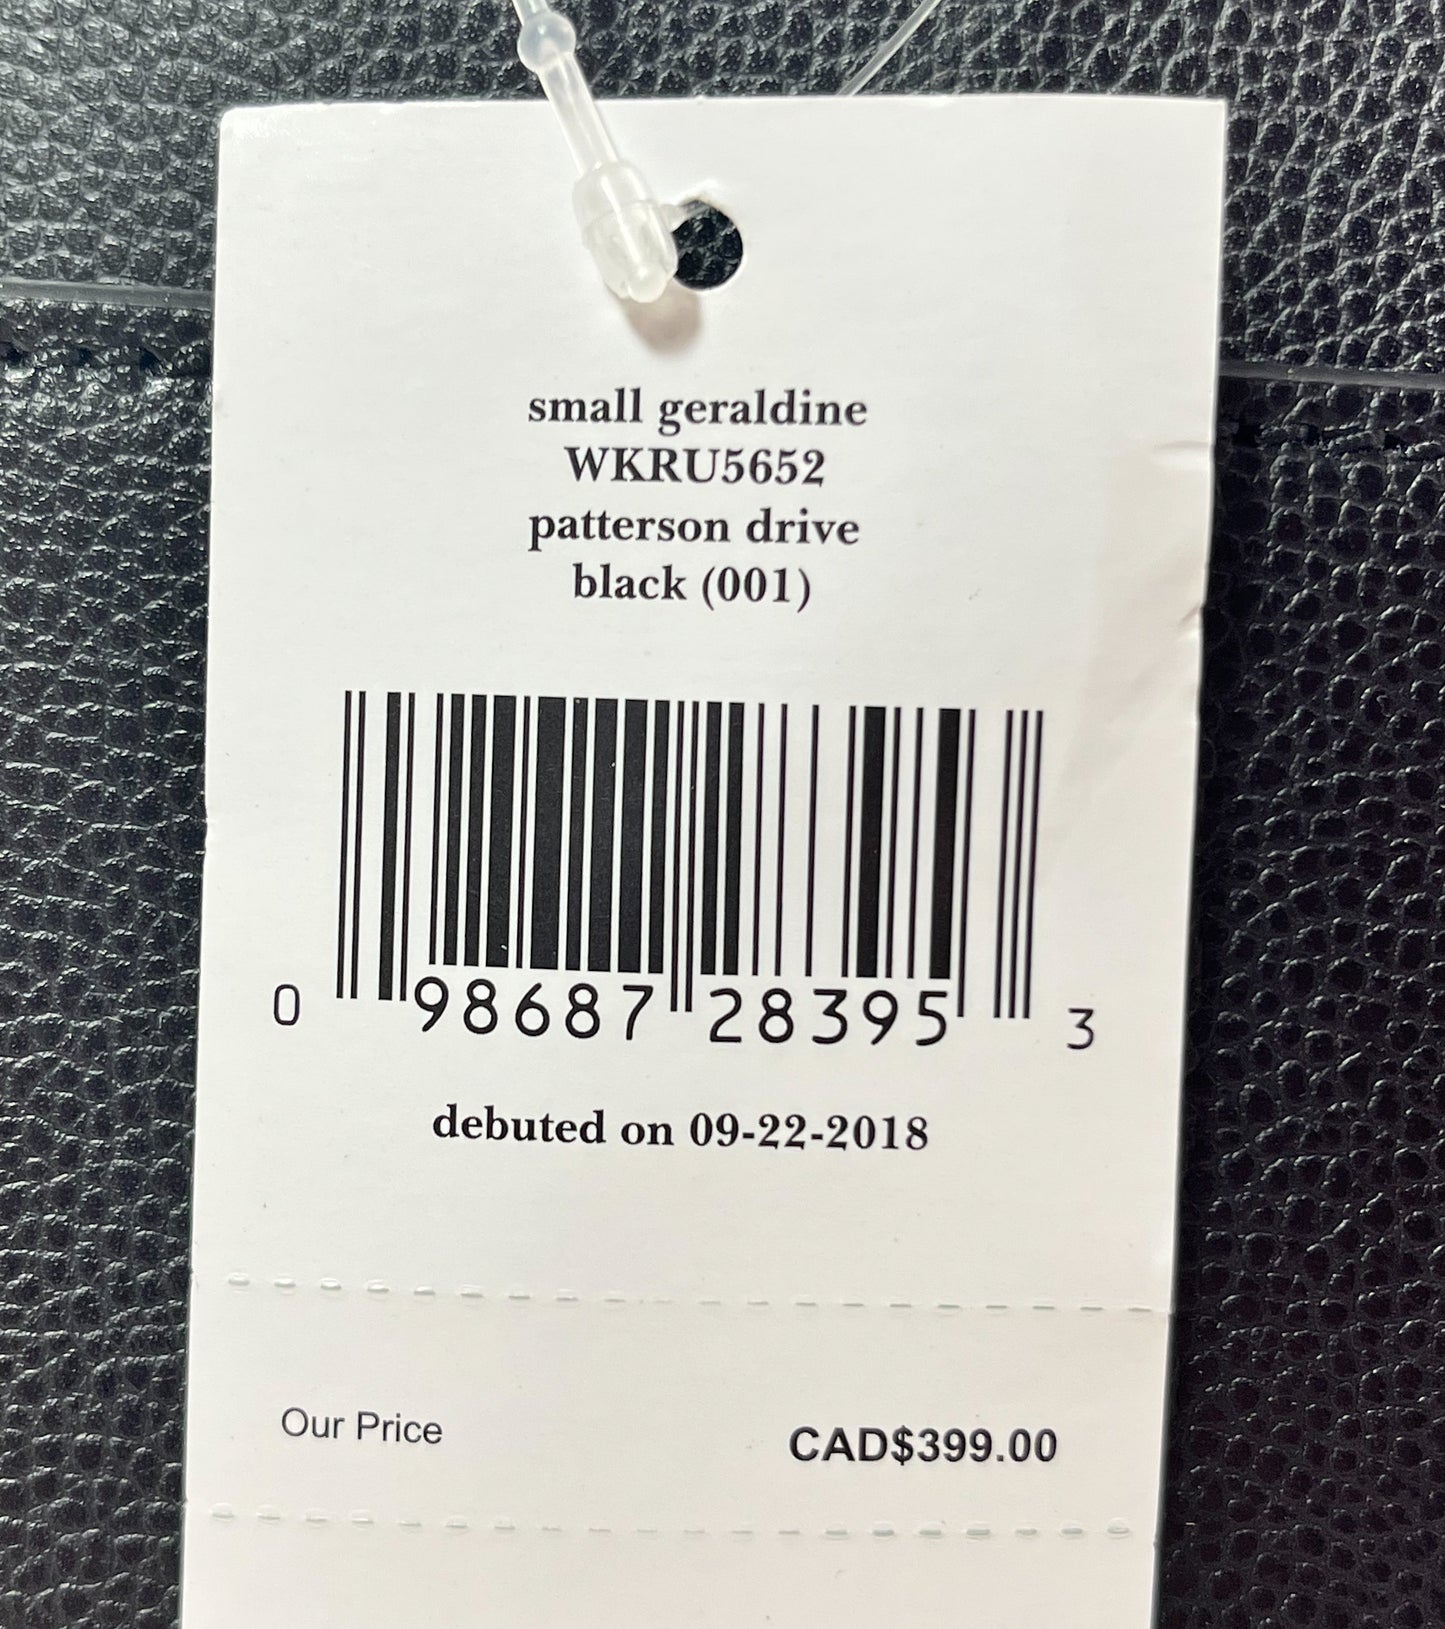 small geraldine
WKRU5652
patterson drive
black (001)
0 98687 28395 3
debuted on 09-22-2018
Our Price CAD$399.00